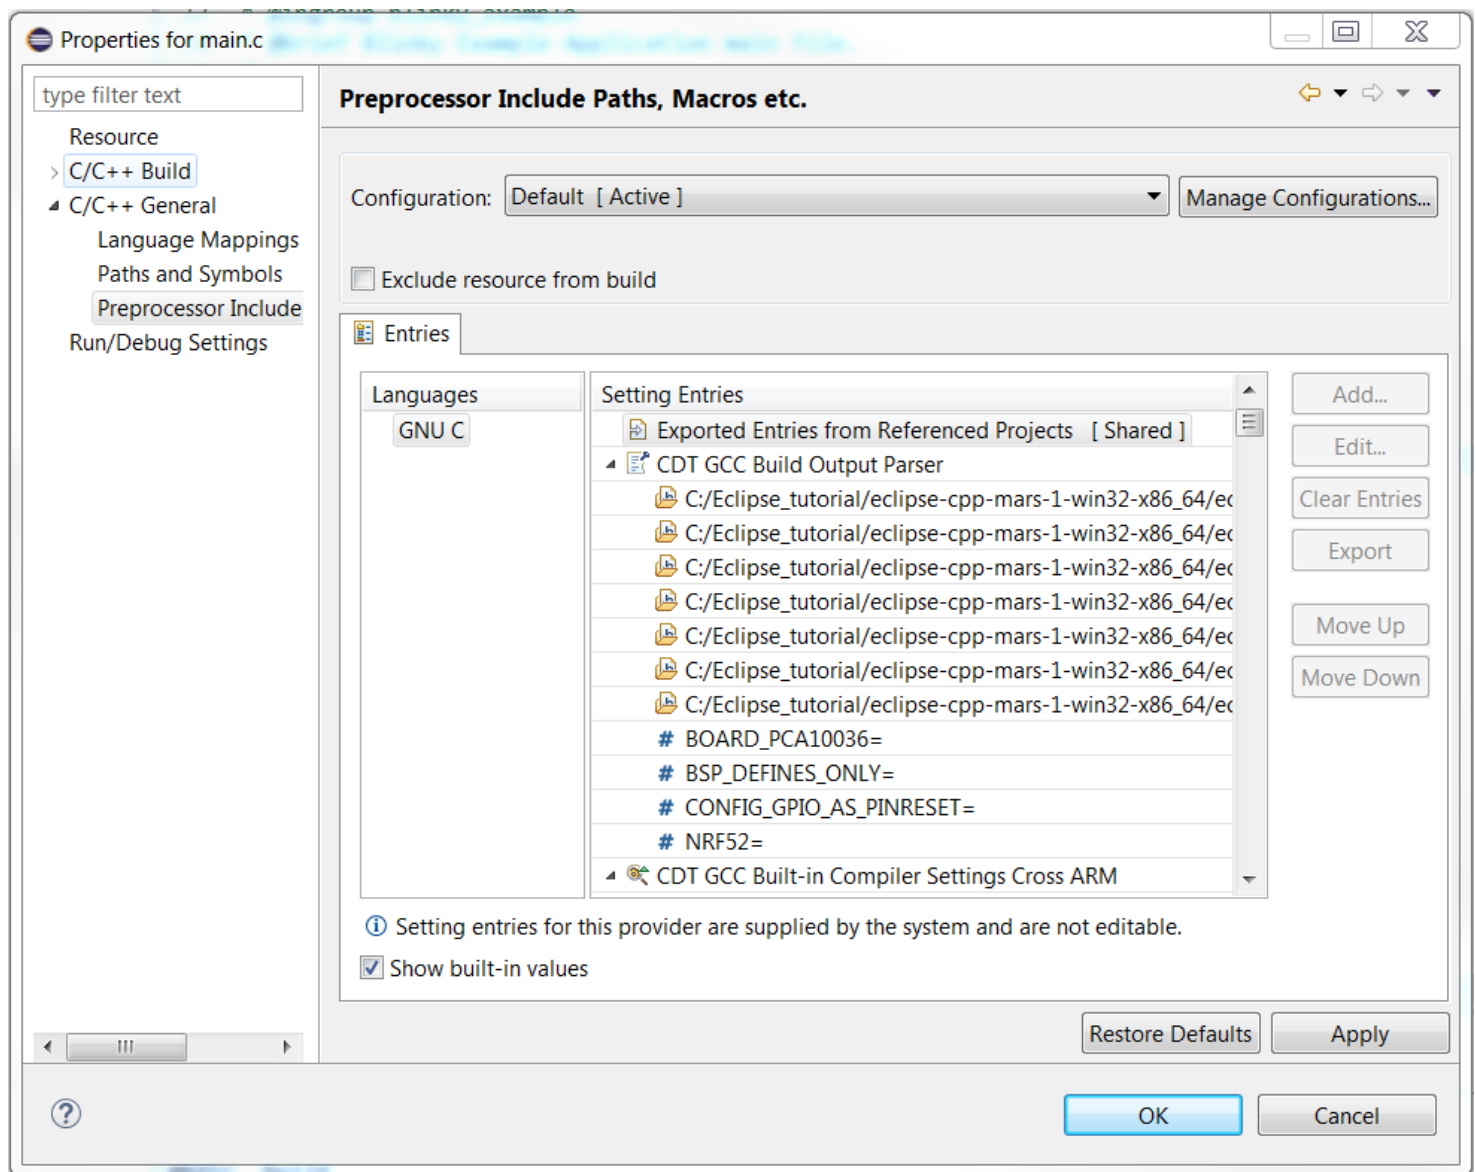 Properties for main.c
type filter text
Resource
C/C++ Build
C/C++ General
Language Mappings
Paths and Symbols
Preprocessor Include
Run/Debug Settings
Preprocessor Include Paths, Macros etc.
Configuration: Default [ Active ] Manage Configurations...
Exclude resource from build
Entries
Languages
GNU C
Setting Entries
Exported Entries from Referenced Projects [ Shared ]
CDT GCC Build Output Parser
C:/Eclipse_tutorial/eclipse-cpp-mars-1-win32-x86_64/ec
C:/Eclipse_tutorial/eclipse-cpp-mars-1-win32-x86_64/ec
C:/Eclipse_tutorial/eclipse-cpp-mars-1-win32-x86_64/ec
C:/Eclipse_tutorial/eclipse-cpp-mars-1-win32-x86_64/ec
C:/Eclipse_tutorial/eclipse-cpp-mars-1-win32-x86_64/ec
C:/Eclipse_tutorial/eclipse-cpp-mars-1-win32-x86_64/ec
C:/Eclipse_tutorial/eclipse-cpp-mars-1-win32-x86_64/ec
# BOARD_PCA10036=
# BSP_DEFINES_ONLY=
# CONFIG_GPIO_AS_PINRESET=
# NRF52=
CDT GCC Built-in Compiler Settings Cross ARM
Add...
Edit...
Clear Entries
Export
Move Up
Move Down
Setting entries for this provider are supplied by the system and are not editable.
Show built-in values
Restore Defaults
Apply
OK
Cancel